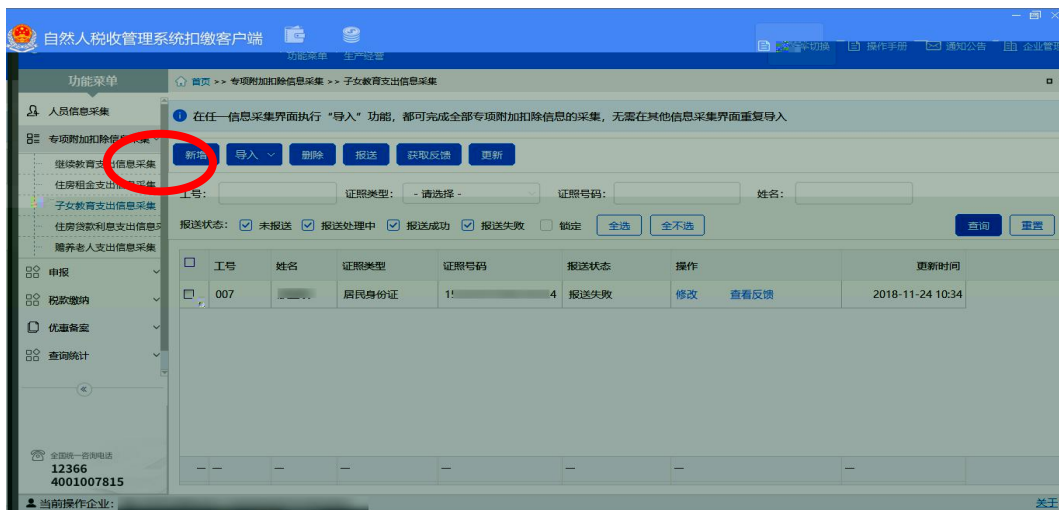 自然人税收管理系统扣缴客户端
功能菜单 生产经营
操作手册 通知公告 企业管理
功能菜单
首页 >> 专项附加扣除信息采集 >> 子女教育支出信息采集
人员信息采集
在任一信息采集界面执行“导入”功能，都可完成全部专项附加扣除信息的采集，无需在其他信息采集界面重复导入
专项附加扣除信息采集
新增 导入 删除 报送 获取反馈 更新
继续教育支出信息采集
住房租金支出信息采集
工号： 证照类型： - 请选择 - 证照号码： 姓名：
子女教育支出信息采集
住房贷款利息支出信息采
报送状态： 未报送 报送处理中 报送成功 报送失败 锁定 全选 全不选
查询 重置
赡养老人支出信息采集
工号 姓名 证照类型 证照号码 报送状态 操作 更新时间
申报
007 居民身份证 15 4 报送失败 修改 查看反馈 2018-11-24 10:34
税款缴纳
优惠备案
查询统计
全国统一咨询电话
12366
4001007815
— — — — — — — —
当前操作企业：
关于